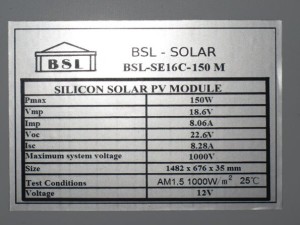 BSL
BSL - SOLAR
BSL-SE16C-150 M
SILICON SOLAR PV MODULE
Pmax 150W
Vmp 18.6V
Imp 8.06A
Voc 22.6V
Isc 8.28A
Maximum system voltage 1000V
Size 1482 x 676 x 35 mm
Test Conditions AM1.5 1000W/m² 25℃
Voltage 12V